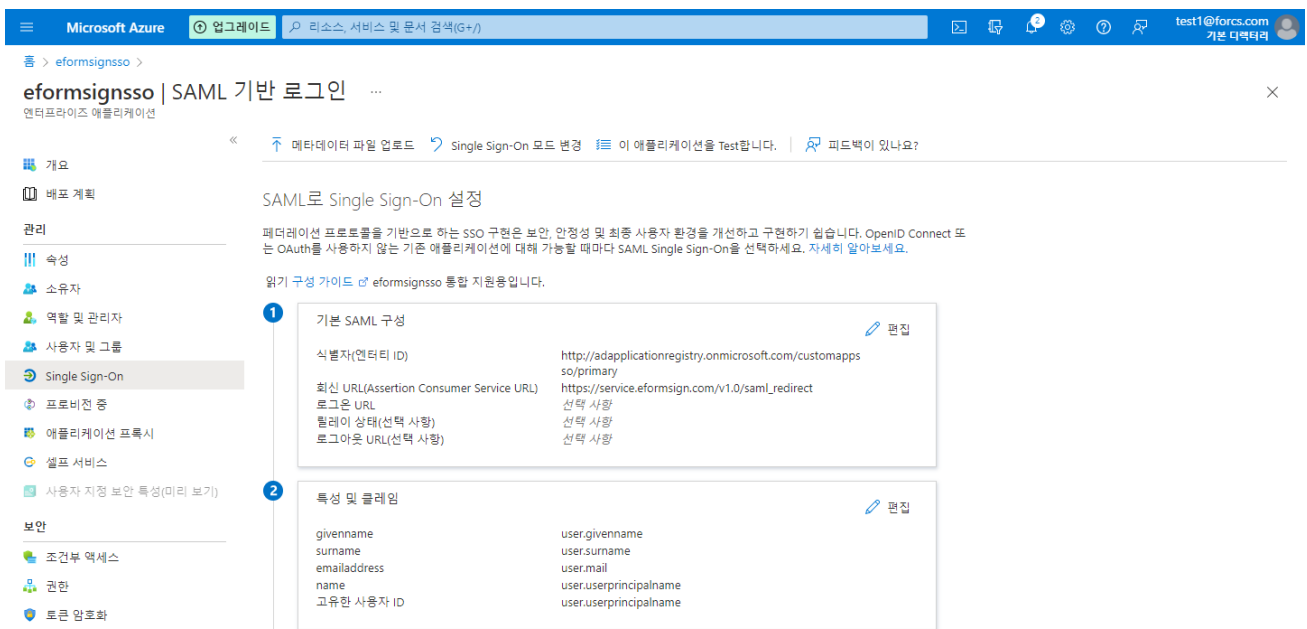 Microsoft Azure
업그레이드
리소스, 서비스 및 문서 검색(G+/)
2
test1@forcs.com
기본 디렉터리
홈 > eformsignsso >
eformsignsso | SAML 기반 로그인 ...
엔터프라이즈 애플리케이션
«
개요
배포 계획
관리
속성
소유자
역할 및 관리자
사용자 및 그룹
Single Sign-On
프로비전 중
애플리케이션 프록시
셀프 서비스
사용자 지정 보안 특성(미리 보기)
보안
조건부 액세스
권한
토큰 암호화
메타데이터 파일 업로드
Single Sign-On 모드 변경
이 애플리케이션을 Test합니다.
피드백이 있나요?
SAML로 Single Sign-On 설정
페더레이션 프로토콜을 기반으로 하는 SSO 구현은 보안, 안정성 및 최종 사용자 환경을 개선하고 구현하기 쉽습니다. OpenID Connect 또
는 OAuth를 사용하지 않는 기존 애플리케이션에 대해 가능할 때마다 SAML Single Sign-On을 선택하세요. 자세히 알아보세요.
읽기 구성 가이드 eformsignsso 통합 지원용입니다.
1
기본 SAML 구성
편집
식별자(엔터티 ID) http://adapplicationregistry.onmicrosoft.com/customapps
so/primary
회신 URL(Assertion Consumer Service URL) https://service.eformsign.com/v1.0/saml_redirect
로그온 URL 선택 사항
릴레이 상태(선택 사항) 선택 사항
로그아웃 URL(선택 사항) 선택 사항
2
특성 및 클레임
편집
givenname user.givenname
surname user.surname
emailaddress user.mail
name user.userprincipalname
고유한 사용자 ID user.userprincipalname